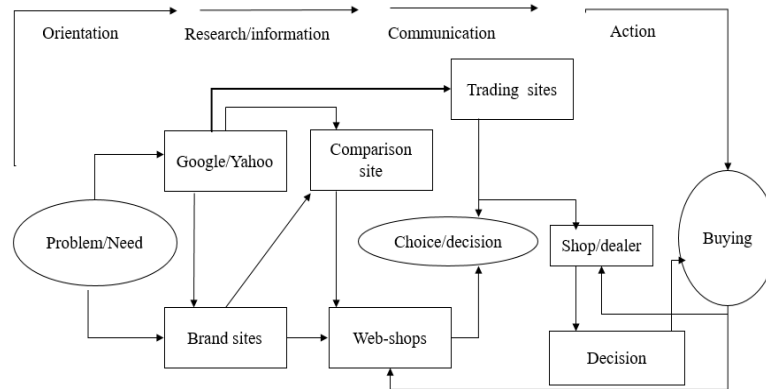 Orientation
Research/information
Communication
Action
Trading sites
Google/Yahoo
Comparison
site
Problem/Need
Choice/decision
Shop/dealer
Buying
Brand sites
Web-shops
Decision